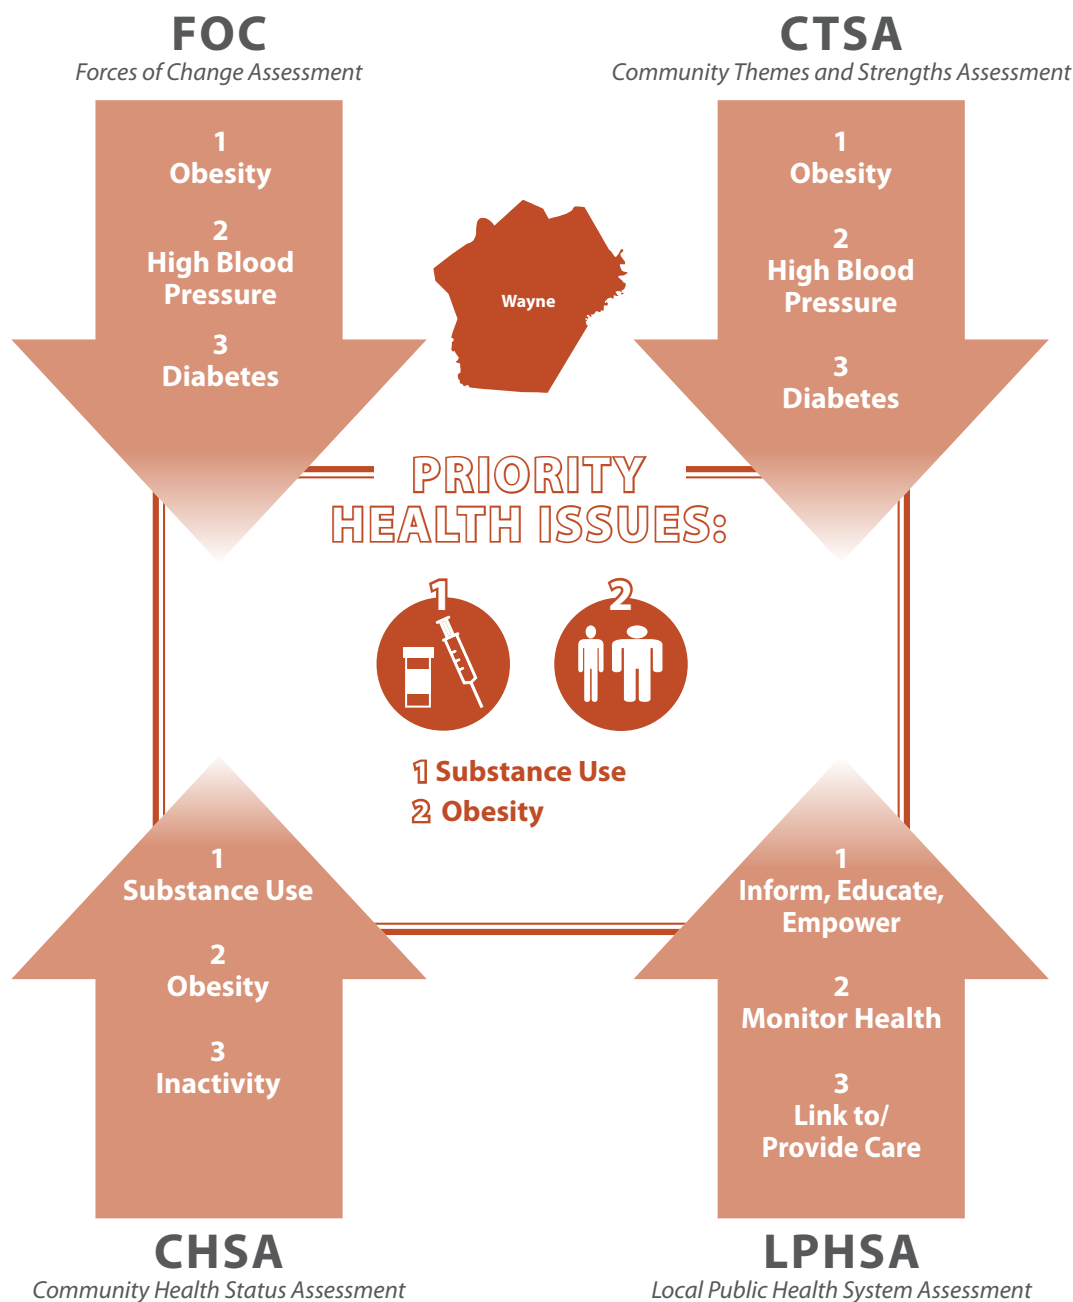 FOC
Forces of Change Assessment
1
Obesity
2
High Blood
Pressure
3
Diabetes
CTSA
Community Themes and Strengths Assessment
1
Obesity
2
High Blood
Pressure
3
Diabetes
Wayne
PRIORITY
HEALTH ISSUES:
1
2
1 Substance Use
2 Obesity
1
Substance Use
2
Obesity
3
Inactivity
CHSA
Community Health Status Assessment
1
Inform, Educate,
Empower
2
Monitor Health
3
Link to/
Provide Care
LPHSA
Local Public Health System Assessment